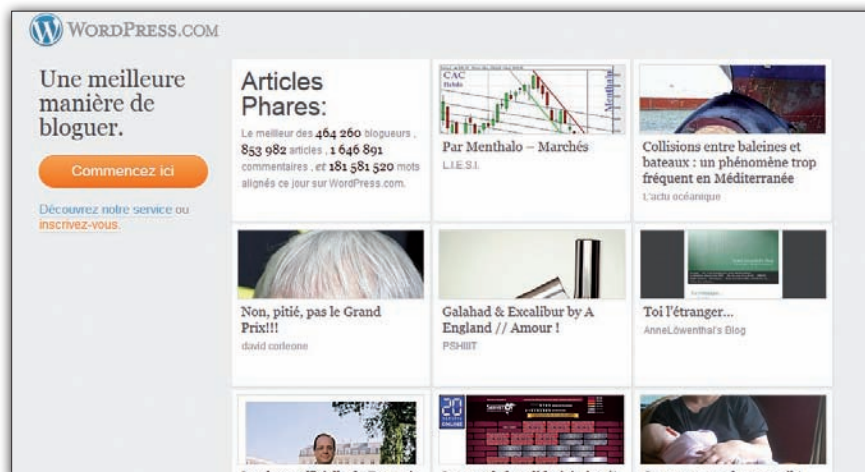 WORDPRESS.COM
Une meilleure
manière de
bloguer.
Commencez ici
Découvrez notre service ou
inscrivez-vous.
Articles
Phares:
Le meilleur des 464 260 blogueurs ,
853 982 articles , 1 646 891
commentaires , et 181 581 520 mots
alignés ce jour sur WordPress.com.
CAC
Hebdo
Menthalo
Par Menthalo – Marchés
L.I.E.S.I.
Collisions entre baleines et
bateaux : un phénomène trop
fréquent en Méditerranée
L'actu océanique
Non, pitié, pas le Grand
Prix!!!
david corleone
Galahad & Excalibur by A
England // Amour !
PSHIIIT
Toi l'étranger...
AnneLöwenthal's Blog
20
ONLINE